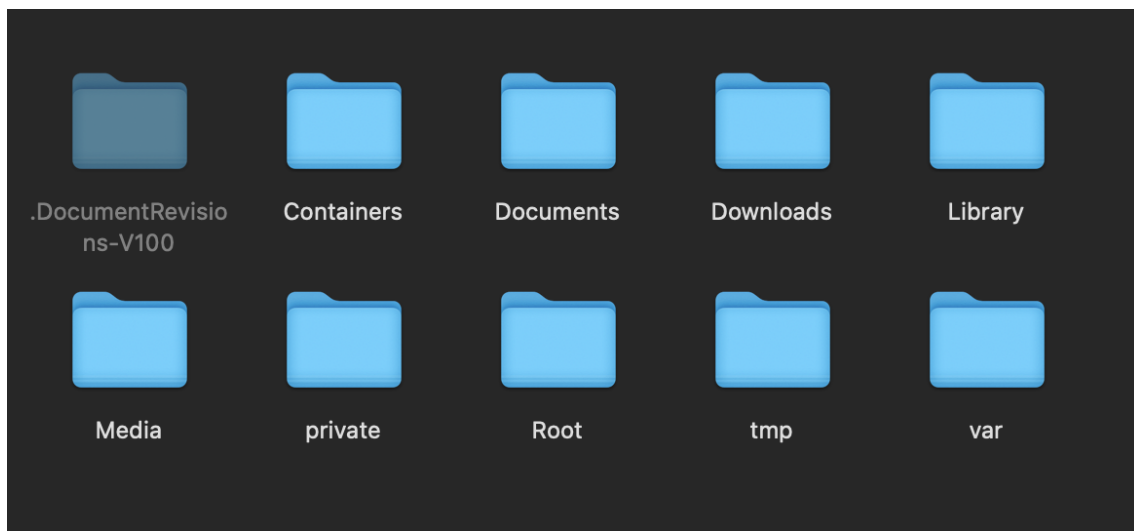 .DocumentRevisio
ns-V100
Containers
Documents
Downloads
Library
Media
private
Root
tmp
var